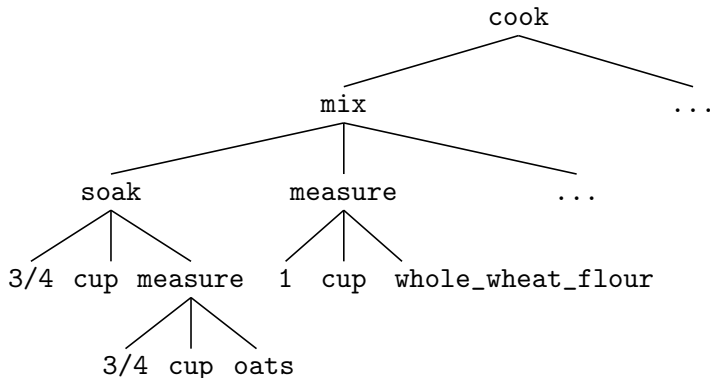 cook
mix ...
soak measure ...
3/4 cup measure 1 cup whole_wheat_flour
3/4 cup oats